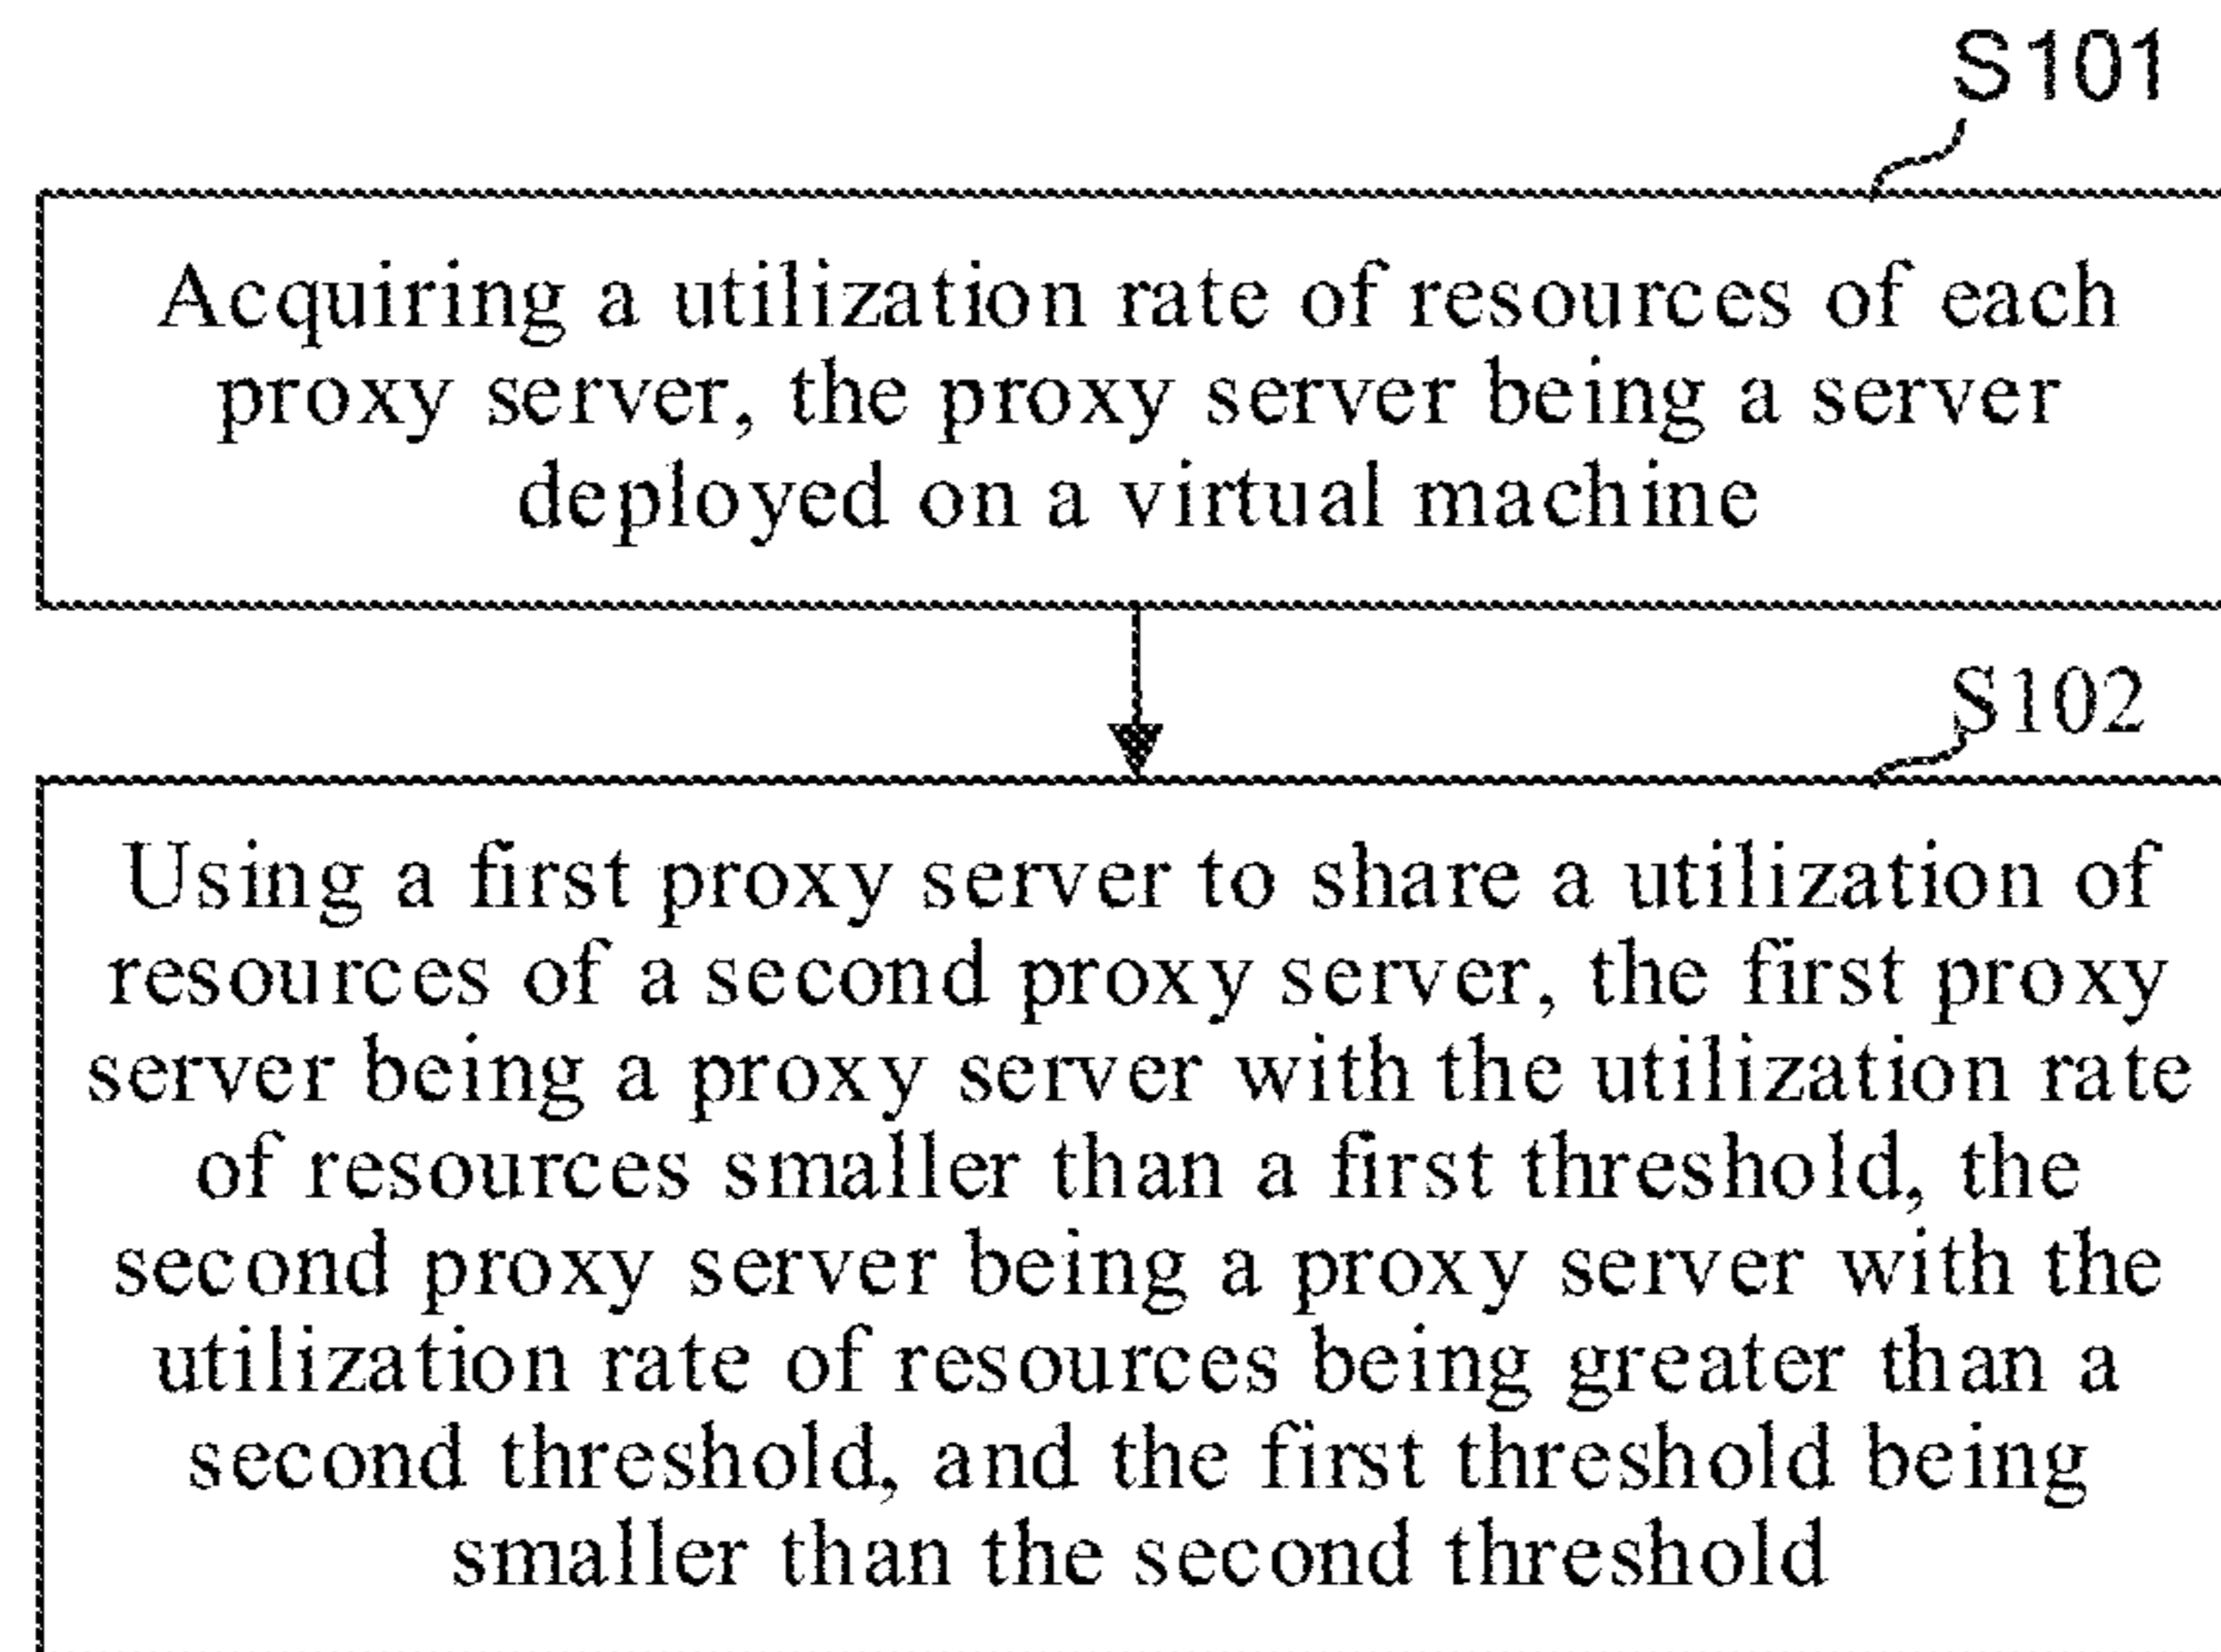 S101
Acquiring a utilization rate of resources of each
proxy server, the proxy server being a server
deployed on a virtual machine
S102
Using a first proxy server to share a utilization of
resources of a second proxy server, the first proxy
server being a proxy server with the utilization rate
of resources smaller than a first threshold, the
second proxy server being a proxy server with the
utilization rate of resources being greater than a
second threshold, and the first threshold being
smaller than the second threshold